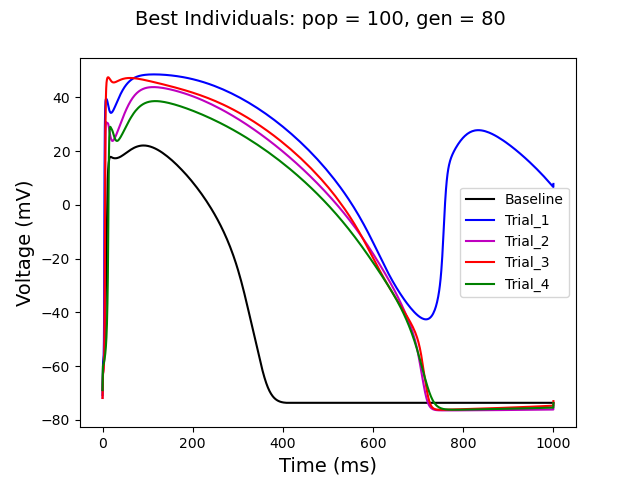 Best Individuals: pop = 100, gen = 80
Voltage (mV)
40
20
0
−20
−40
−60
−80
0 200 400 600 800 1000
Time (ms)
Baseline
Trial_1
Trial_2
Trial_3
Trial_4